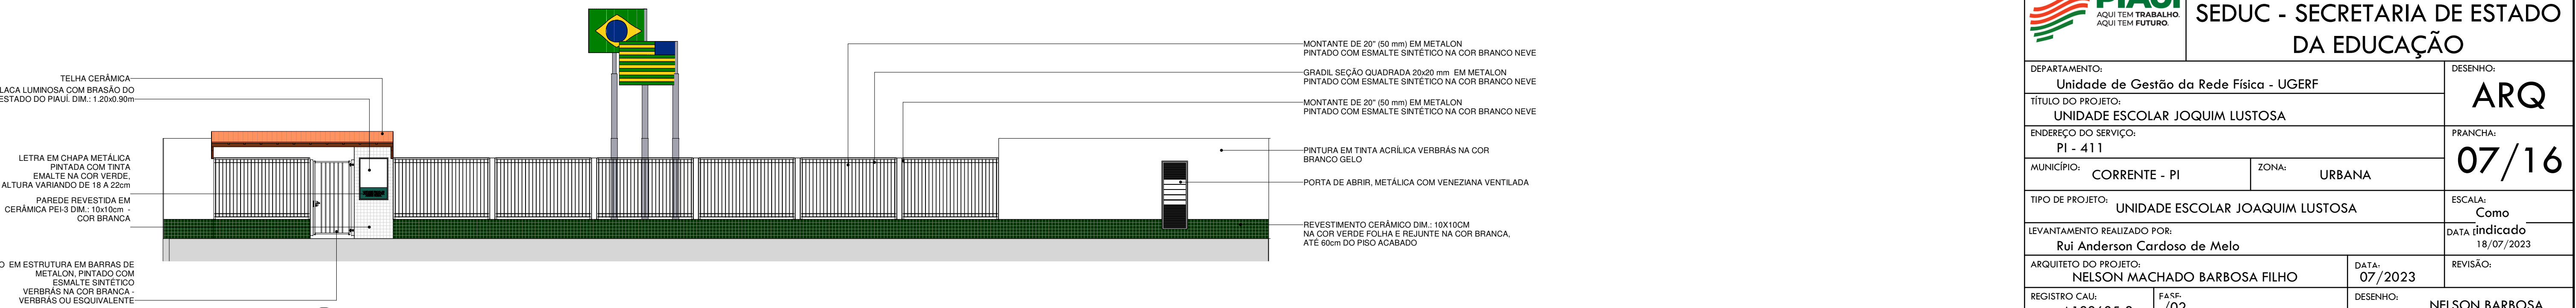 TELHA CERÂMICA
LACA LUMINOSA COM BRASÃO DO
ESTADO DO PIAUÍ. DIM.: 1.20x0.90m
LETRA EM CHAPA METÁLICA
PINTADA COM TINTA
EMALTE NA COR VERDE,
ALTURA VARIANDO DE 18 A 22cm
PAREDE REVESTIDA EM
CERÂMICA PEI-3 DIM.: 10x10cm -
COR BRANCA
O EM ESTRUTURA EM BARRAS DE
METALON, PINTADO COM
ESMALTE SINTÉTICO
VERBRÁS NA COR BRANCA -
VERBRÁS OU ESQUIVALENTE
MONTANTE DE 20" (50 mm) EM METALON
PINTADO COM ESMALTE SINTÉTICO NA COR BRANCO NEVE
GRADIL SEÇÃO QUADRADA 20x20 mm EM METALON
PINTADO COM ESMALTE SINTÉTICO NA COR BRANCO NEVE
MONTANTE DE 20" (50 mm) EM METALON
PINTADO COM ESMALTE SINTÉTICO NA COR BRANCO NEVE
PINTURA EM TINTA ACRÍLICA VERBRÁS NA COR
BRANCO GELO
PORTA DE ABRIR, METÁLICA COM VENEZIANA VENTILADA
REVESTIMENTO CERÂMICO DIM.: 10X10CM
NA COR VERDE FOLHA E REJUNTE NA COR BRANCA,
ATÉ 60cm DO PISO ACABADO
PIAUÍ
AQUI TEM TRABALHO.
AQUI TEM FUTURO.
SEDUC - SECRETARIA DE ESTADO
DA EDUCAÇÃO
DEPARTAMENTO:
Unidade de Gestão da Rede Física - UGERF
DESENHO:
ARQ
TÍTULO DO PROJETO:
UNIDADE ESCOLAR JOQUIM LUSTOSA
ENDEREÇO DO SERVIÇO:
PI - 411
PRANCHA:
07/16
MUNICÍPIO: CORRENTE - PI
ZONA: URBANA
TIPO DE PROJETO: UNIDADE ESCOLAR JOAQUIM LUSTOSA
ESCALA:
Como
indicado
LEVANTAMENTO REALIZADO POR:
Rui Anderson Cardoso de Melo
DATA
18/07/2023
ARQUITETO DO PROJETO:
NELSON MACHADO BARBOSA FILHO
DATA:
07/2023
REVISÃO:
REGISTRO CAU:
FASE:
/02
DESENHO:
NELSON BARBOSA